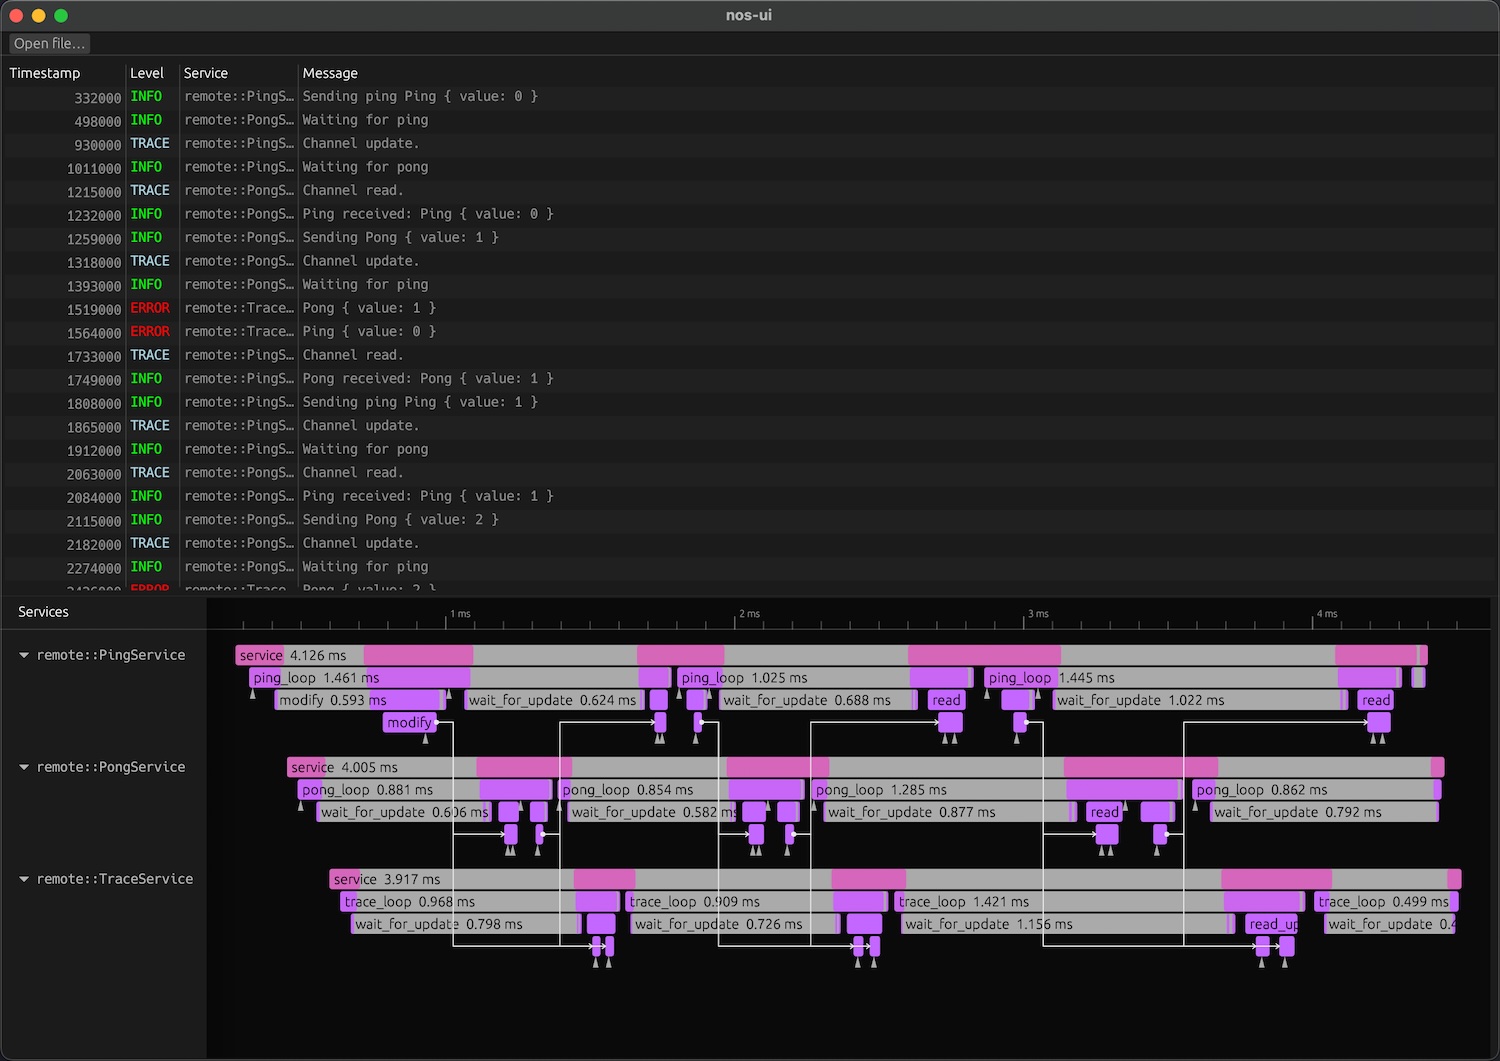 nos-ui
Open file...
Timestamp Level Service Message
332000 INFO remote::PingS... Sending ping Ping { value: 0 }
498000 INFO remote::PongS... Waiting for ping
930000 TRACE remote::PingS... Channel update.
1011000 INFO remote::PingS... Waiting for pong
1215000 TRACE remote::PongS... Channel read.
1232000 INFO remote::PongS... Ping received: Ping { value: 0 }
1259000 INFO remote::PongS... Sending Pong { value: 1 }
1318000 TRACE remote::PongS... Channel update.
1393000 INFO remote::PongS... Waiting for ping
1519000 ERROR remote::Trace... Pong { value: 1 }
1564000 ERROR remote::Trace... Ping { value: 0 }
1733000 TRACE remote::PingS... Channel read.
1749000 INFO remote::PingS... Pong received: Pong { value: 1 }
1808000 INFO remote::PingS... Sending ping Ping { value: 1 }
1865000 TRACE remote::PingS... Channel update.
1912000 INFO remote::PingS... Waiting for pong
2063000 TRACE remote::PongS... Channel read.
2084000 INFO remote::PongS... Ping received: Ping { value: 1 }
2115000 INFO remote::PongS... Sending Pong { value: 2 }
2182000 TRACE remote::PongS... Channel update.
2274000 INFO remote::PongS... Waiting for ping
ERROR remote::Trace... Pong { value: 2 }
Services 1 ms 2 ms 3 ms 4 ms
remote::PingService service 4.126 ms
ping_loop 1.461 ms ping_loop 1.025 ms ping_loop 1.445 ms
modify 0.593 ms wait_for_update 0.624 ms wait_for_update 0.688 ms read wait_for_update 1.022 ms read
modify
remote::PongService service 4.005 ms
pong_loop 0.881 ms pong_loop 0.854 ms pong_loop 1.285 ms pong_loop 0.862 ms
wait_for_update 0.606 ms wait_for_update 0.582 ms wait_for_update 0.877 ms read wait_for_update 0.792 ms
remote::TraceService service 3.917 ms
trace_loop 0.968 ms trace_loop 0.909 ms trace_loop 1.421 ms trace_loop 0.499 ms
wait_for_update 0.798 ms wait_for_update 0.726 ms wait_for_update 1.156 ms read_up wait_for_update 0.4